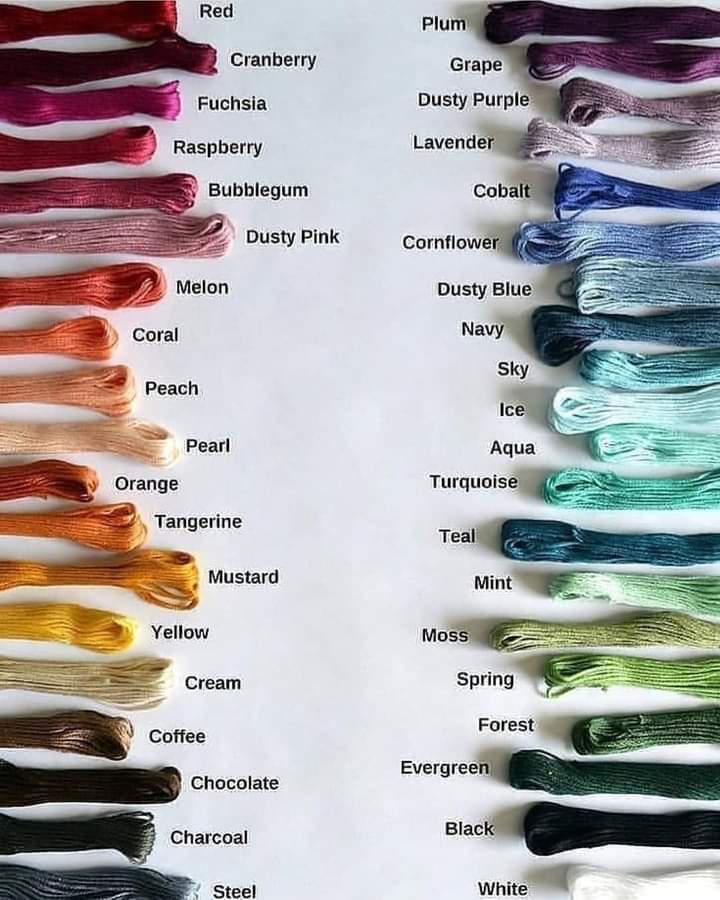 Red
Cranberry
Fuchsia
Raspberry
Bubblegum
Dusty Pink
Melon
Coral
Peach
Pearl
Orange
Tangerine
Mustard
Yellow
Cream
Coffee
Chocolate
Charcoal
Steel
Plum
Grape
Dusty Purple
Lavender
Cobalt
Cornflower
Dusty Blue
Navy
Sky
Ice
Aqua
Turquoise
Teal
Mint
Moss
Spring
Forest
Evergreen
Black
White